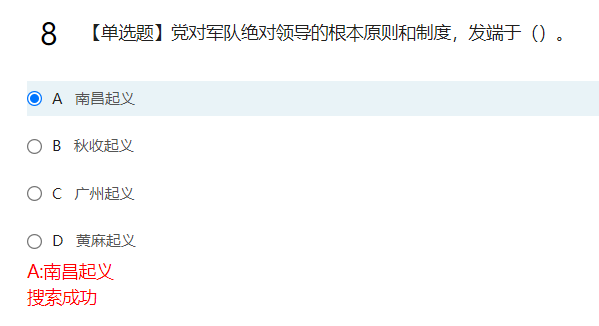 8 【单选题】党对军队绝对领导的根本原则和制度，发端于（）。
A 南昌起义
B 秋收起义
C 广州起义
D 黄麻起义
A:南昌起义
搜索成功